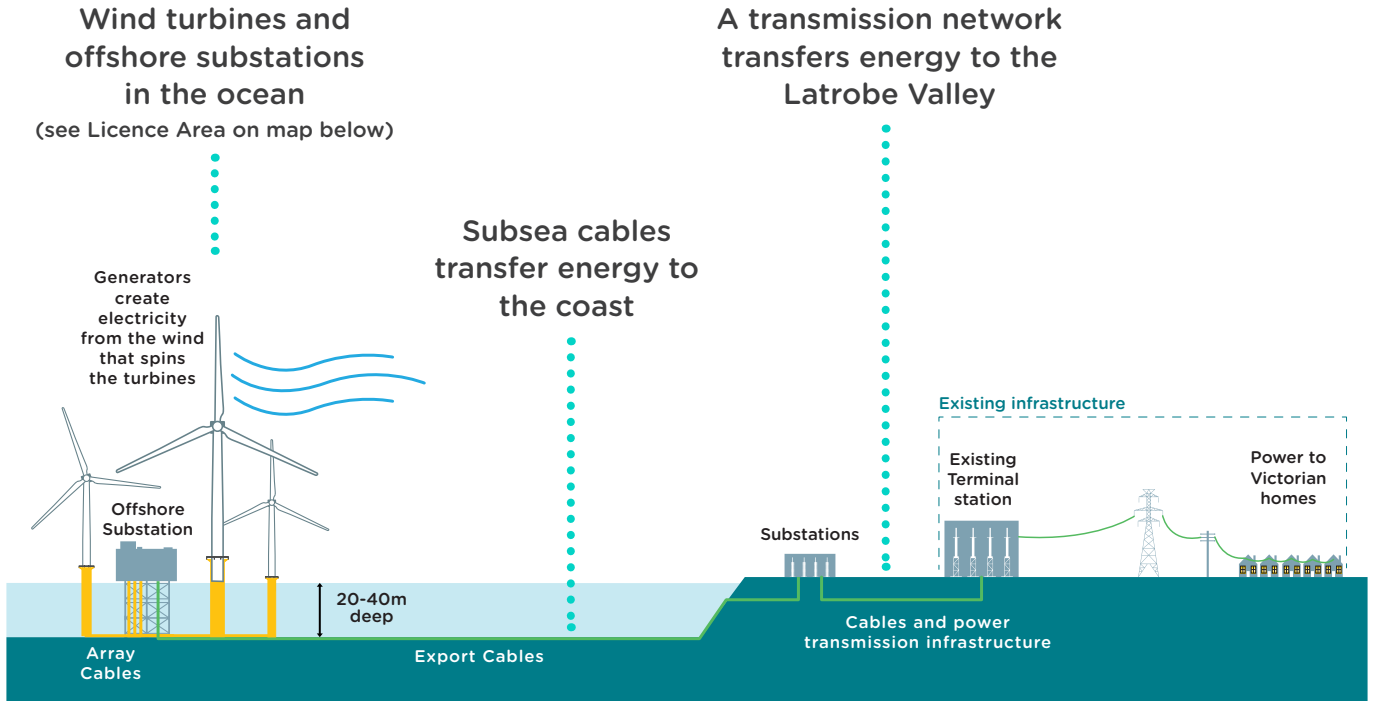 Wind turbines and
offshore substations
in the ocean
(see Licence Area on map below)
A transmission network
transfers energy to the
Latrobe Valley
Subsea cables
transfer energy to
the coast
Generators
create
electricity
from the wind
that spins
the turbines
Existing infrastructure
Existing
Terminal
station
Power to
Victorian
homes
Offshore
Substation
Substations
20-40m
deep
Array
Cables
Export Cables
Cables and power
transmission infrastructure